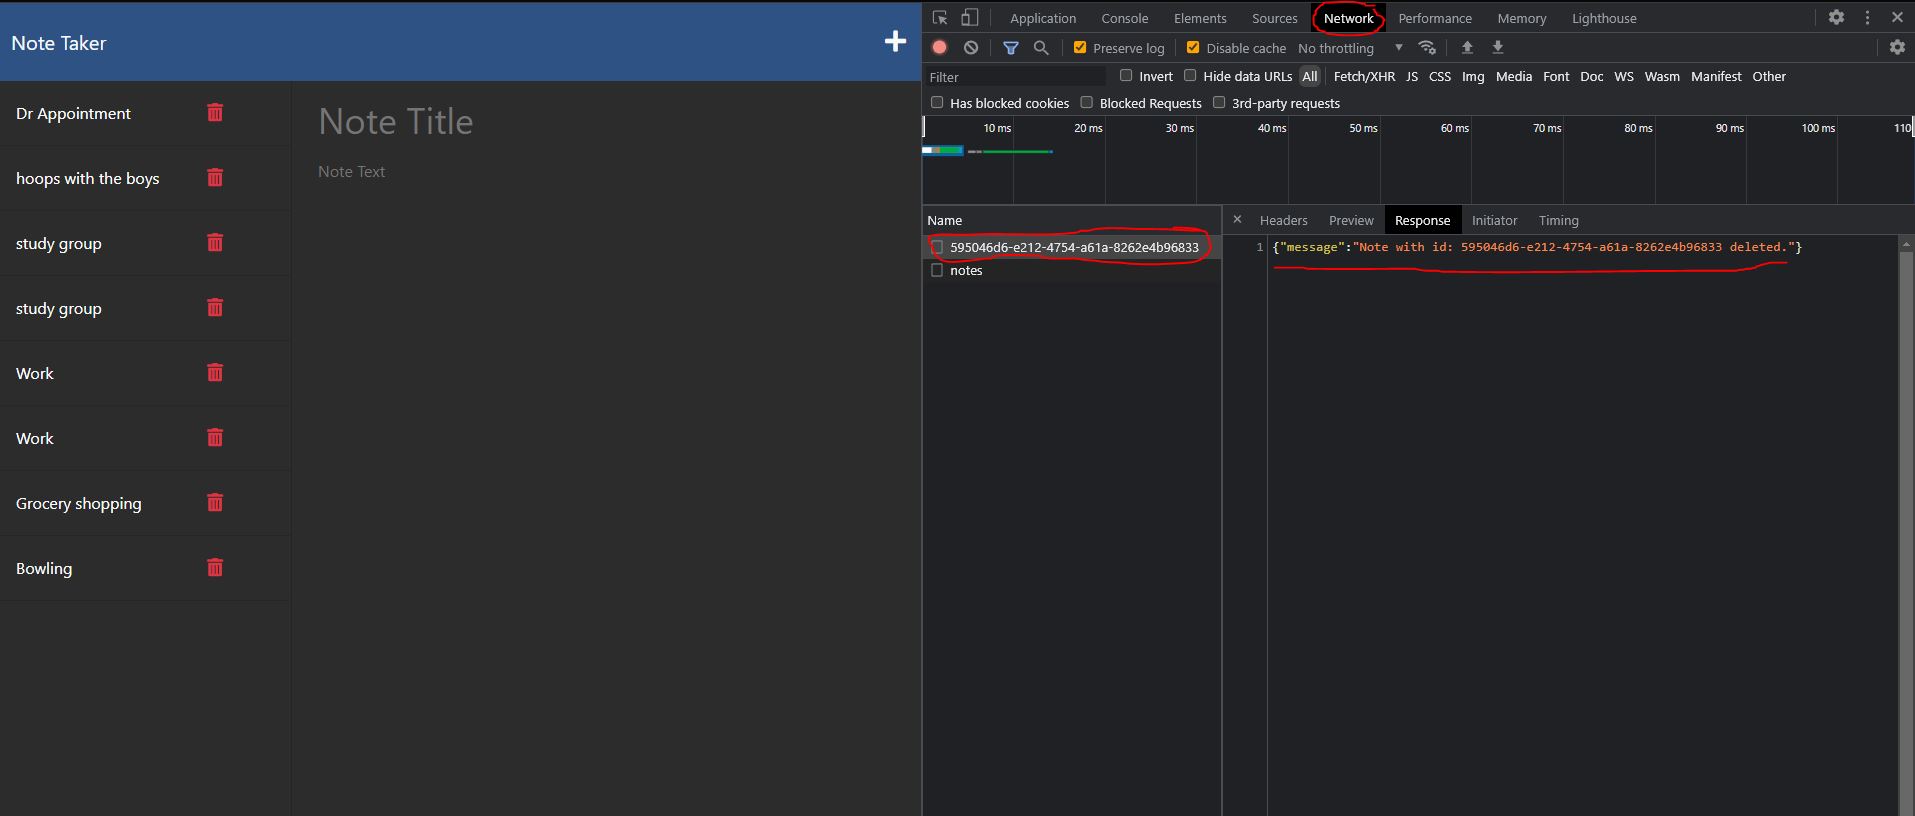 Note Taker
Dr Appointment
hoops with the boys
study group
study group
Work
Work
Grocery shopping
Bowling
Note Title
Note Text
Application Console Elements Sources Network Performance Memory Lighthouse
Preserve log Disable cache No throttling
Filter Invert Hide data URLs All Fetch/XHR JS CSS Img Media Font Doc WS Wasm Manifest Other
Has blocked cookies Blocked Requests 3rd-party requests
10 ms 20 ms 30 ms 40 ms 50 ms 60 ms 70 ms 80 ms 90 ms 100 ms 110
Name
595046d6-e212-4754-a61a-8262e4b96833
notes
Headers Preview Response Initiator Timing
1 {"message":"Note with id: 595046d6-e212-4754-a61a-8262e4b96833 deleted."}